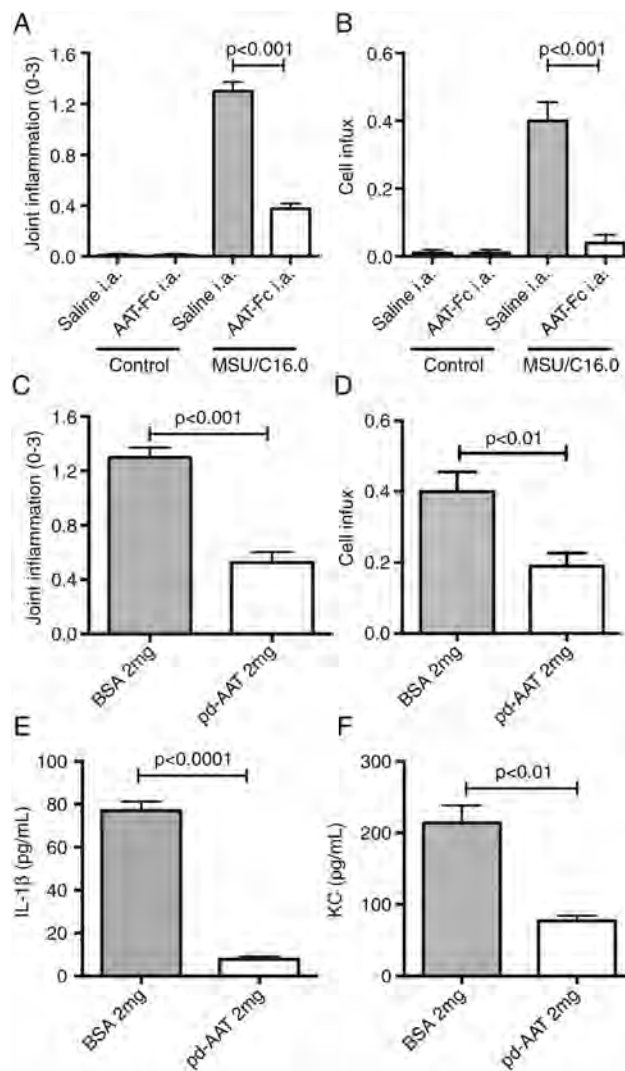 A
Joint inflammation (0-3)
1.6
1.2
0.8
0.4
0.0
p<0.001
Saline i.a.
AAT-Fc i.a.
Saline i.a.
AAT-Fc i.a.
Control
MSU/C16.0
B
Cell infux
0.6
0.4
0.2
0.0
p<0.001
Saline i.a.
AAT-Fc i.a.
Saline i.a.
AAT-Fc i.a.
Control
MSU/C16.0
C
Joint inflammation (0-3)
1.6
1.2
0.8
0.4
0.0
p<0.001
BSA 2mg
pd-AAT 2mg
D
Cell infux
0.6
0.4
0.2
0.0
p<0.01
BSA 2mg
pd-AAT 2mg
E
IL-1β (pg/mL)
100
80
60
40
20
0
p<0.0001
BSA 2mg
pd-AAT 2mg
F
KC (pg/mL)
300
200
100
0
p<0.01
BSA 2mg
pd-AAT 2mg